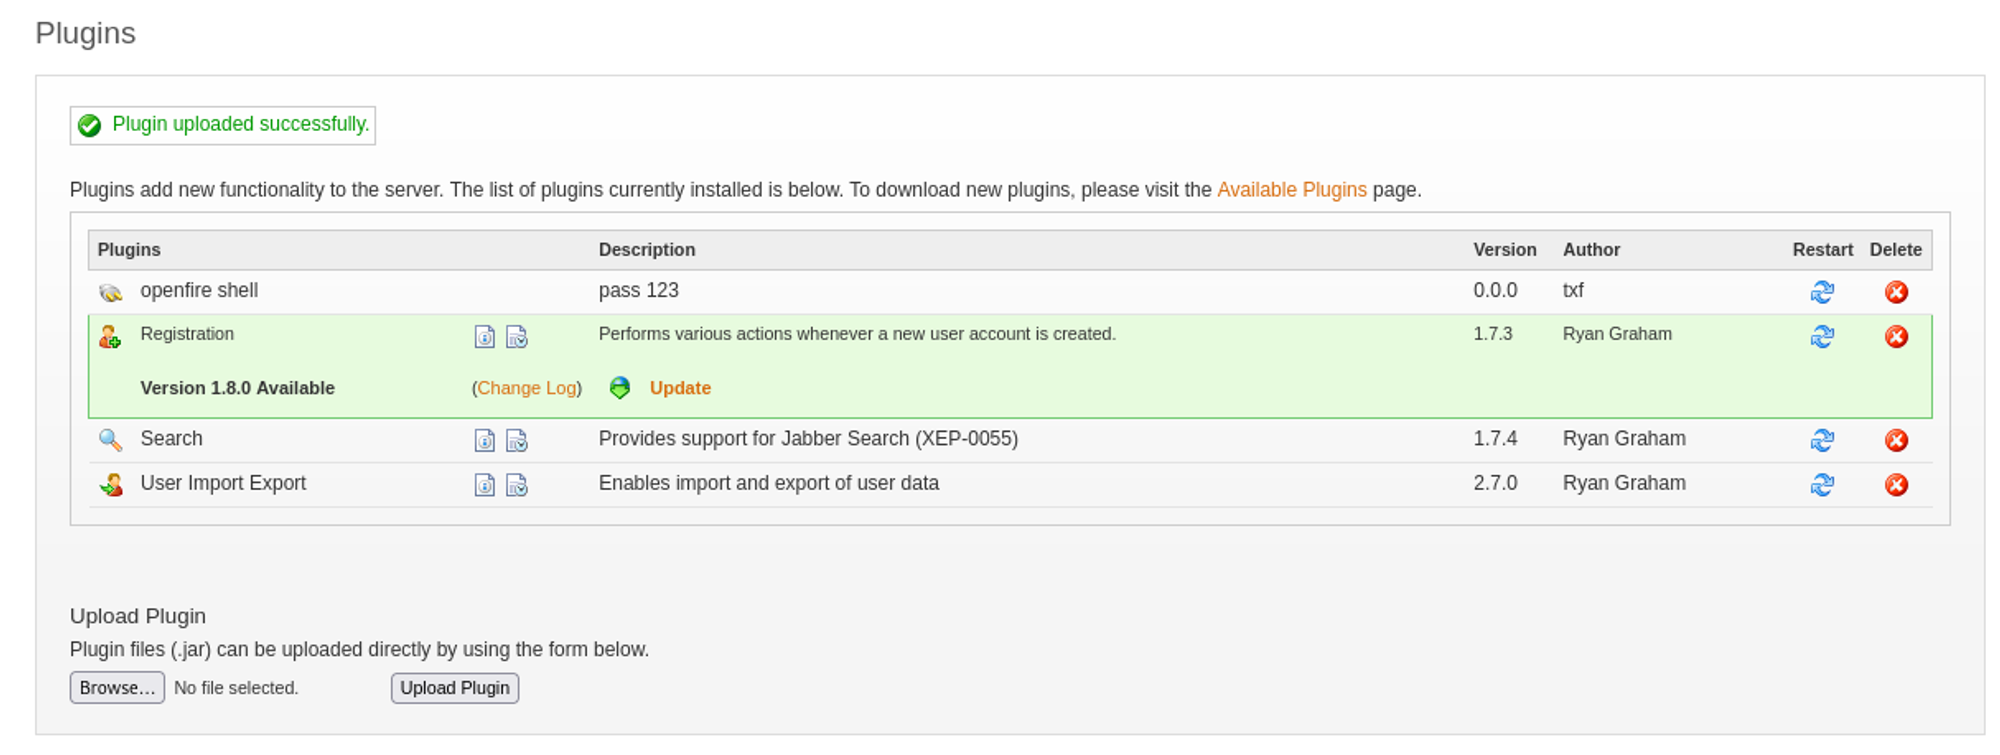 Plugins
Plugin uploaded successfully.
Plugins add new functionality to the server. The list of plugins currently installed is below. To download new plugins, please visit the Available Plugins page.
Plugins Description Version Author Restart Delete
openfire shell pass 123 0.0.0 txf
Registration Performs various actions whenever a new user account is created. 1.7.3 Ryan Graham
Version 1.8.0 Available (Change Log) Update
Search Provides support for Jabber Search (XEP-0055) 1.7.4 Ryan Graham
User Import Export Enables import and export of user data 2.7.0 Ryan Graham
Upload Plugin
Plugin files (.jar) can be uploaded directly by using the form below.
Browse... No file selected. Upload Plugin